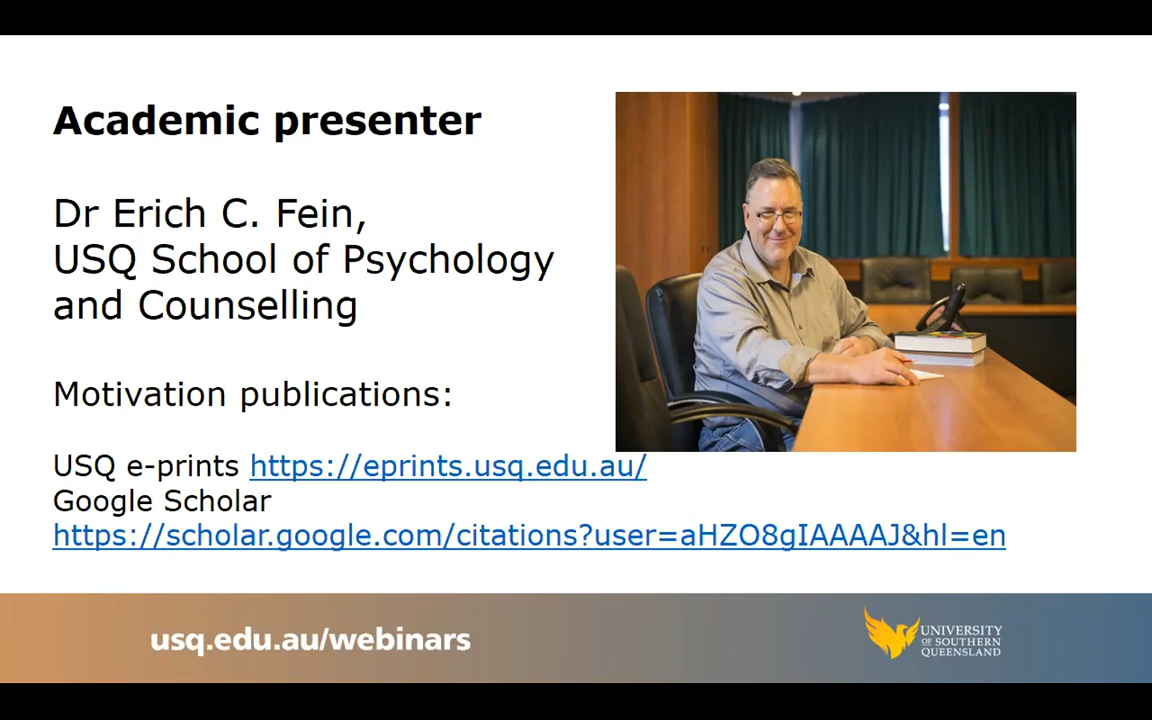 Academic presenter
Dr Erich C. Fein,
USQ School of Psychology
and Counselling
Motivation publications:
USQ e-prints https://eprints.usq.edu.au/
Google Scholar
https://scholar.google.com/citations?user=aHZO8gIAAAAJ&hl=en
usq.edu.au/webinars
UNIVERSITY
OF SOUTHERN
QUEENSLAND